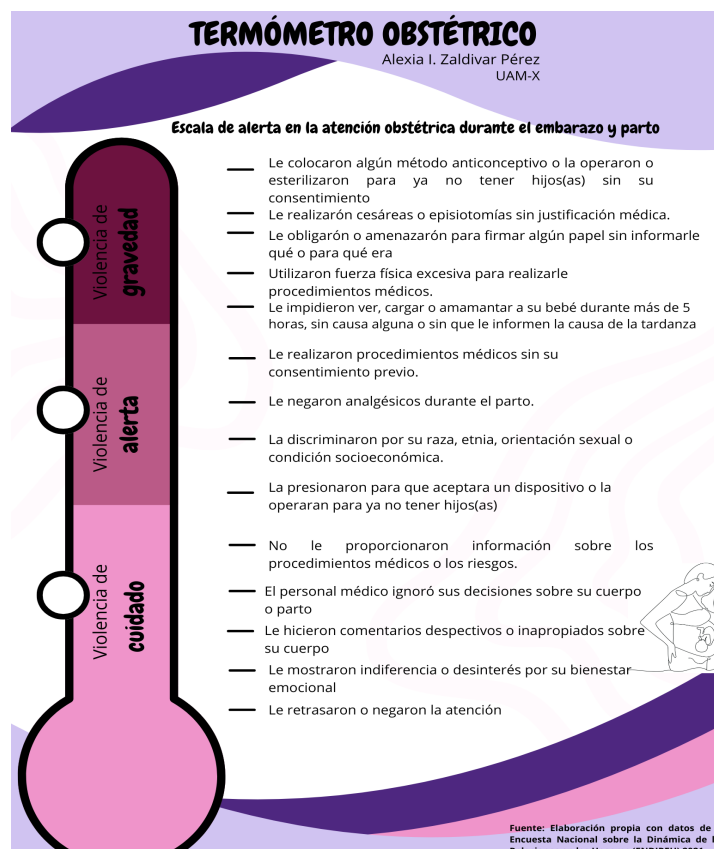 TERMÓMETRO OBSTÉTRICO
Alexia I. Zaldivar Pérez
UAM-X
Escala de alerta en la atención obstétrica durante el embarazo y parto
Violencia de
gravedad
Le colocaron algún método anticonceptivo o la operaron o
esterilizaron para ya no tener hijos(as) sin su
consentimiento
Le realizarón cesáreas o episiotomías sin justificación médica.
Le obligarón o amenazarón para firmar algún papel sin informarle
qué o para qué era
Utilizaron fuerza física excesiva para realizarle
procedimientos médicos.
Le impidieron ver, cargar o amamantar a su bebé durante más de 5
horas, sin causa alguna o sin que le informen la causa de la tardanza
Violencia de
alerta
Le realizaron procedimientos médicos sin su
consentimiento previo.
Le negaron analgésicos durante el parto.
La discriminaron por su raza, etnia, orientación sexual o
condición socioeconómica.
La presionaron para que aceptara un dispositivo o la
operaran para ya no tener hijos(as)
Violencia de
cuidado
No le proporcionaron información sobre los
procedimientos médicos o los riesgos.
El personal médico ignoró sus decisiones sobre su cuerpo
o parto
Le hicieron comentarios despectivos o inapropiados sobre
su cuerpo
Le mostraron indiferencia o desinterés por su bienestar
emocional
Le retrasaron o negaron la atención
Fuente: Elaboración propia con datos de
Encuesta Nacional sobre la Dinámica de